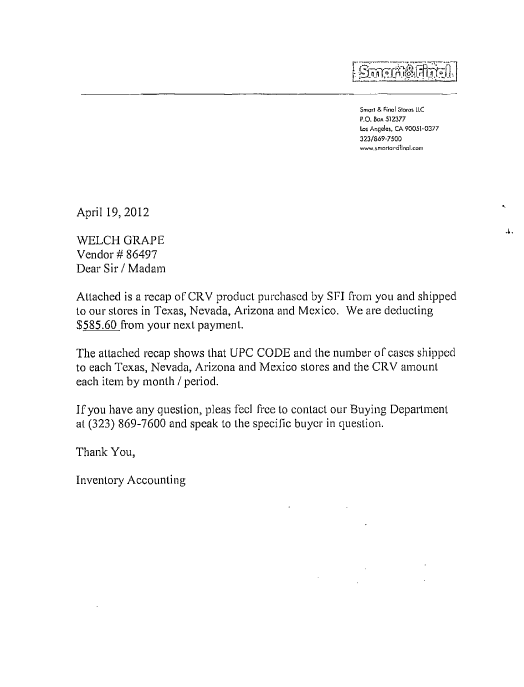 Smart&Final.
Smart & Final Stores LLC
P.O. Box 512377
Los Angeles, CA 90051-0377
323/869-7500
www.smartandfinal.com
April 19, 2012
WELCH GRAPE
Vendor # 86497
Dear Sir / Madam
Attached is a recap of CRV product purchased by SFI from you and shipped
to our stores in Texas, Nevada, Arizona and Mexico. We are deducting
$585.60 from your next payment.
The attached recap shows that UPC CODE and the number of cases shipped
to each Texas, Nevada, Arizona and Mexico stores and the CRV amount
each item by month / period.
If you have any question, pleas feel free to contact our Buying Department
at (323) 869-7600 and speak to the specific buyer in question.
Thank You,
Inventory Accounting